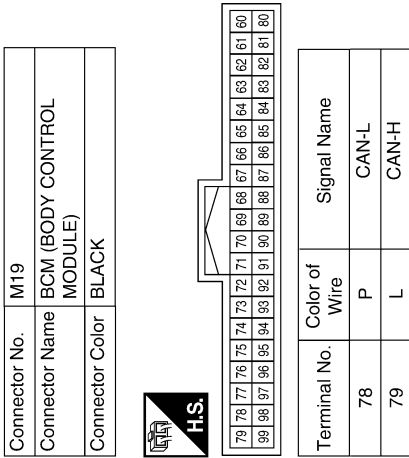 Connector No. M19
Connector Name BCM (BODY CONTROL
MODULE)
Connector Color BLACK
H.S.
79 78 77 76 75 74 73 72 71 70 69 68 67 66 65 64 63 62 61 60
99 98 97 96 95 94 93 92 91 90 89 88 87 86 85 84 83 82 81 80
Terminal No. Color of Wire Signal Name
78 P CAN-L
79 L CAN-H